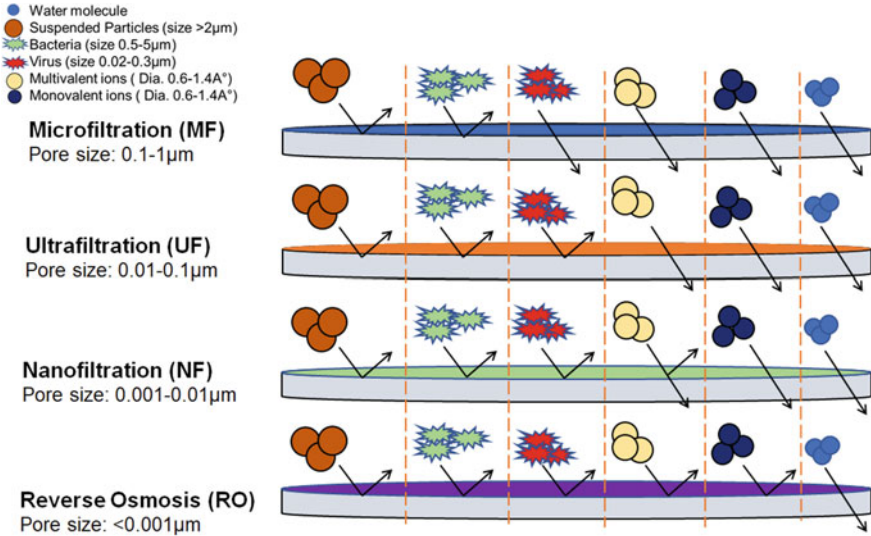 Water molecule
Suspended Particles (size >2μm)
Bacteria (size 0.5-5μm)
Virus (size 0.02-0.3μm)
Multivalent ions ( Dia. 0.6-1.4A°)
Monovalent ions ( Dia. 0.6-1.4A°)
Microfiltration (MF)
Pore size: 0.1-1μm
Ultrafiltration (UF)
Pore size: 0.01-0.1μm
Nanofiltration (NF)
Pore size: 0.001-0.01μm
Reverse Osmosis (RO)
Pore size: <0.001μm